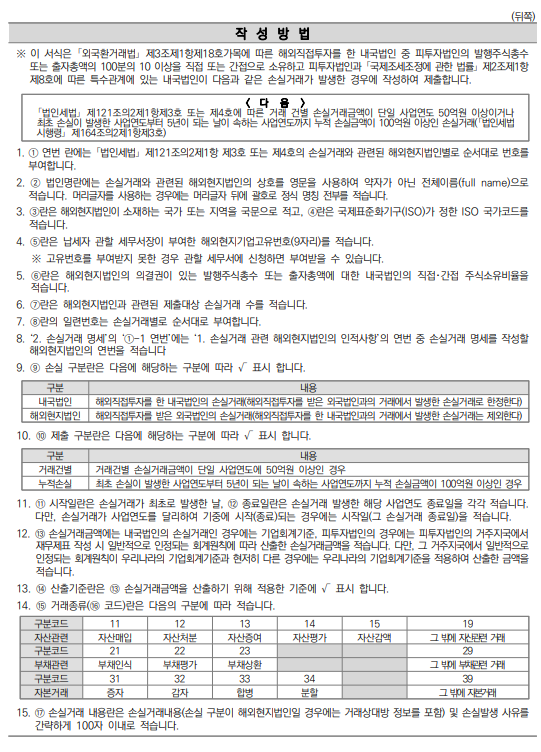 (뒤쪽)
작 성 방 법
※ 이 서식은 「외국환거래법」 제3조제1항제18호가목에 따른 해외직접투자를 한 내국법인 중 피투자법인의 발행주식총수
또는 출자총액의 100분의 10 이상을 직접 또는 간접으로 소유하고 피투자법인과 「국제조세조정에 관한 법률」 제2조제1항
제8호에 따른 특수관계에 있는 내국법인이 다음과 같은 손실거래가 발생한 경우에 작성하여 제출합니다.
〈 다 음 〉
「법인세법」 제121조의2제1항제3호 또는 제4호에 따른 거래 건별 손실거래금액이 단일 사업연도 50억원 이상이거나
최초 손실이 발생한 사업연도부터 5년이 되는 날이 속하는 사업연도까지 누적 손실금액이 100억원 이상인 손실거래(「법인세법
시행령」 제164조의2제1항제3호)
1. ① 연번 란에는 「법인세법」 제121조의2제1항 제3호 또는 제4호의 손실거래와 관련된 해외현지법인별로 순서대로 번호를
부여합니다.
2. ② 법인명란에는 손실거래와 관련된 해외현지법인의 상호를 영문을 사용하여 약자가 아닌 전체이름(full name)으로
적습니다. 머리글자를 사용하는 경우에는 머리글자 뒤에 괄호로 정식 명칭 전부를 적습니다.
3. ③란은 해외현지법인이 소재하는 국가 또는 지역을 국문으로 적고, ④란은 국제표준화기구(ISO)가 정한 ISO 국가코드를
적습니다.
4. ⑤란은 납세자 관할 세무서장이 부여한 해외현지기업고유번호(9자리)를 적습니다.
※ 고유번호를 부여받지 못한 경우 관할 세무서에 신청하면 부여받을 수 있습니다.
5. ⑥란은 해외현지법인의 의결권이 있는 발행주식총수 또는 출자총액에 대한 내국법인의 직접·간접 주식소유비율을
적습니다.
6. ⑦란은 해외현지법인과 관련된 제출대상 손실거래 수를 적습니다.
7. ⑧란의 일련번호는 손실거래별로 순서대로 부여합니다.
8. '2. 손실거래 명세'의 '①-1 연번'에는 '1. 손실거래 관련 해외현지법인의 인적사항'의 연번 중 손실거래 명세를 작성할
해외현지법인의 연번을 적습니다
9. ⑨ 손실 구분란은 다음에 해당하는 구분에 따라 √ 표시 합니다.
구분 내용
내국법인 해외직접투자를 한 내국법인의 손실거래(해외직접투자를 받은 외국법인과의 거래에서 발생한 손실거래로 한정한다)
해외현지법인 해외직접투자를 받은 외국법인의 손실거래(해외직접투자를 한 내국법인과의 거래에서 발생한 손실거래는 제외한다)
10. ⑩ 제출 구분란은 다음에 해당하는 구분에 따라 √ 표시 합니다.
구분 내용
거래건별 거래건별 손실거래금액이 단일 사업연도에 50억원 이상인 경우
누적손실 최초 손실이 발생한 사업연도부터 5년이 되는 날이 속하는 사업연도까지 누적 손실금액이 100억원 이상인 경우
11. ⑪ 시작일란은 손실거래가 최초로 발생한 날, ⑫ 종료일란은 손실거래 발생한 해당 사업연도 종료일을 각각 적습니다.
다만, 손실거래가 사업연도를 달리하여 기중에 시작(종료)되는 경우에는 시작일(그 손실거래 종료일)을 적습니다.
12. ⑬ 손실거래금액에는 내국법인의 손실거래인 경우에는 기업회계기준, 피투자법인의 경우에는 피투자법인의 거주지국에서
재무제표 작성 시 일반적으로 인정되는 회계원칙에 따라 산출한 손실거래금액을 적습니다. 다만, 그 거주지국에서 일반적으로
인정되는 회계원칙이 우리나라의 기업회계기준과 현저히 다른 경우에는 우리나라의 기업회계기준을 적용하여 산출한 금액을
적습니다.
13. ⑭ 산출기준란은 ⑬ 손실거래금액을 산출하기 위해 적용한 기준에 √ 표시 합니다.
14. ⑮ 거래종류(⑯ 코드)란은 다음의 구분에 따라 적습니다.
구분코드 11 12 13 14 15 19
자산관련 자산매입 자산처분 자산증여 자산평가 자산감액 그 밖에 자산관련 거래
구분코드 21 22 23 29
부채관련 부채인식 부채평가 부채상환 그 밖에 부채관련 거래
구분코드 31 32 33 34 39
자본거래 증자 감자 합병 분할 그 밖에 자본거래
15. ⑰ 손실거래 내용란은 손실거래내용(손실 구분이 해외현지법인일 경우에는 거래상대방 정보를 포함) 및 손실발생 사유를
간략하게 100자 이내로 적습니다.